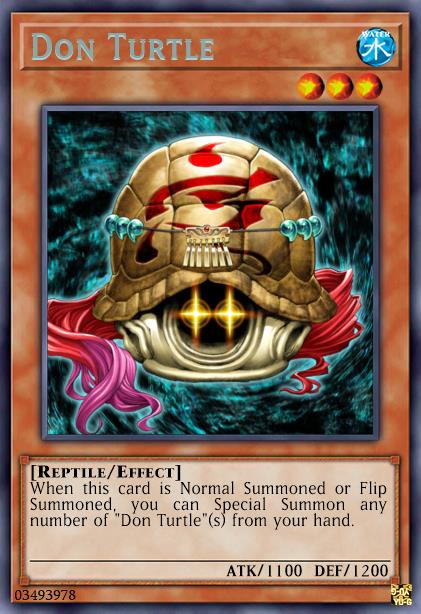 DON TURTLE
WATER
水
[REPTILE/EFFECT]
When this card is Normal Summoned or Flip
Summoned, you can Special Summon any
number of "Don Turtle"(s) from your hand.
ATK/1100 DEF/1200
03493978